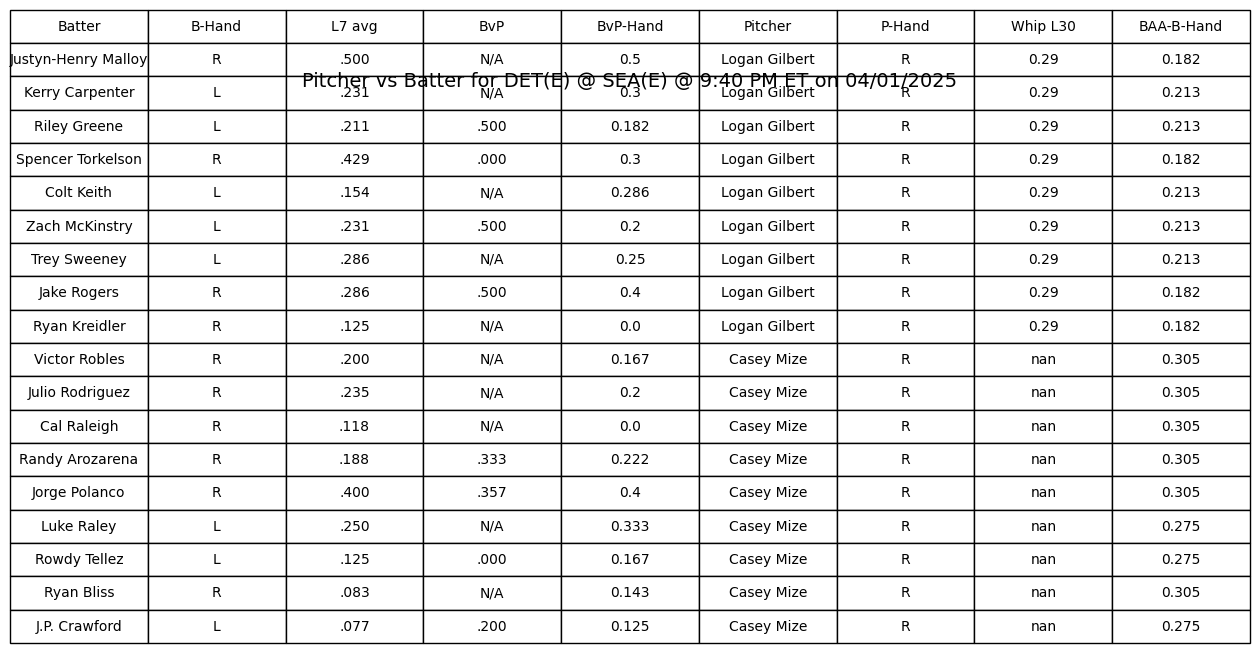 Batter B-Hand L7 avg BvP BvP-Hand Pitcher P-Hand Whip L30 BAA-B-Hand
Justyn-Henry Malloy R .500 N/A 0.5 Logan Gilbert R 0.29 0.182
Pitcher vs Batter for DET(E) @ SEA(E) @ 9:40 PM ET on 04/01/2025
Kerry Carpenter L .231 N/A 0.3 Logan Gilbert R 0.29 0.213
Riley Greene L .211 .500 0.182 Logan Gilbert R 0.29 0.213
Spencer Torkelson R .429 .000 0.3 Logan Gilbert R 0.29 0.182
Colt Keith L .154 N/A 0.286 Logan Gilbert R 0.29 0.213
Zach McKinstry L .231 .500 0.2 Logan Gilbert R 0.29 0.213
Trey Sweeney L .286 N/A 0.25 Logan Gilbert R 0.29 0.213
Jake Rogers R .286 .500 0.4 Logan Gilbert R 0.29 0.182
Ryan Kreidler R .125 N/A 0.0 Logan Gilbert R 0.29 0.182
Victor Robles R .200 N/A 0.167 Casey Mize R nan 0.305
Julio Rodriguez R .235 N/A 0.2 Casey Mize R nan 0.305
Cal Raleigh R .118 N/A 0.0 Casey Mize R nan 0.305
Randy Arozarena R .188 .333 0.222 Casey Mize R nan 0.305
Jorge Polanco R .400 .357 0.4 Casey Mize R nan 0.305
Luke Raley L .250 N/A 0.333 Casey Mize R nan 0.275
Rowdy Tellez L .125 .000 0.167 Casey Mize R nan 0.275
Ryan Bliss R .083 N/A 0.143 Casey Mize R nan 0.305
J.P. Crawford L .077 .200 0.125 Casey Mize R nan 0.275